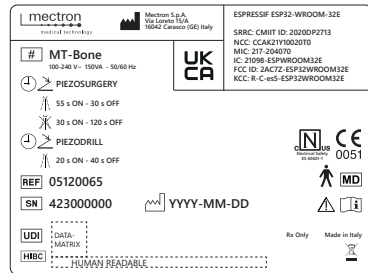 mectron
medical technology
Mectron S.p.A.
Via Loreto 15/A
16042 Carasco (GE) Italy
ESPRESSIF ESP32-WROOM-32E
SRRC: CMIIT ID: 2020DP2713
NCC: CCAK21Y10020T0
MIC: 217-204070
IC: 21098-ESPWROOM32E
FCC ID: 2AC7Z-ESPWROOM32E
KCC: R-C-es5-ESP32WROOM32E
# MT-Bone
100-240 V~ 150VA - 50/60 Hz
UK
CA
PIEZOSURGERY
55 s ON - 30 s OFF
30 s ON - 120 s OFF
PIEZODRILL
20 s ON - 40 s OFF
REF 05120065
SN 423000000
YYYY-MM-DD
C N US
Electrical Safety
ES 60601-1
CE
0051
MD
UDI
DATA-
MATRIX
HIBC
HUMAN READABLE
Rx Only
Made in Italy